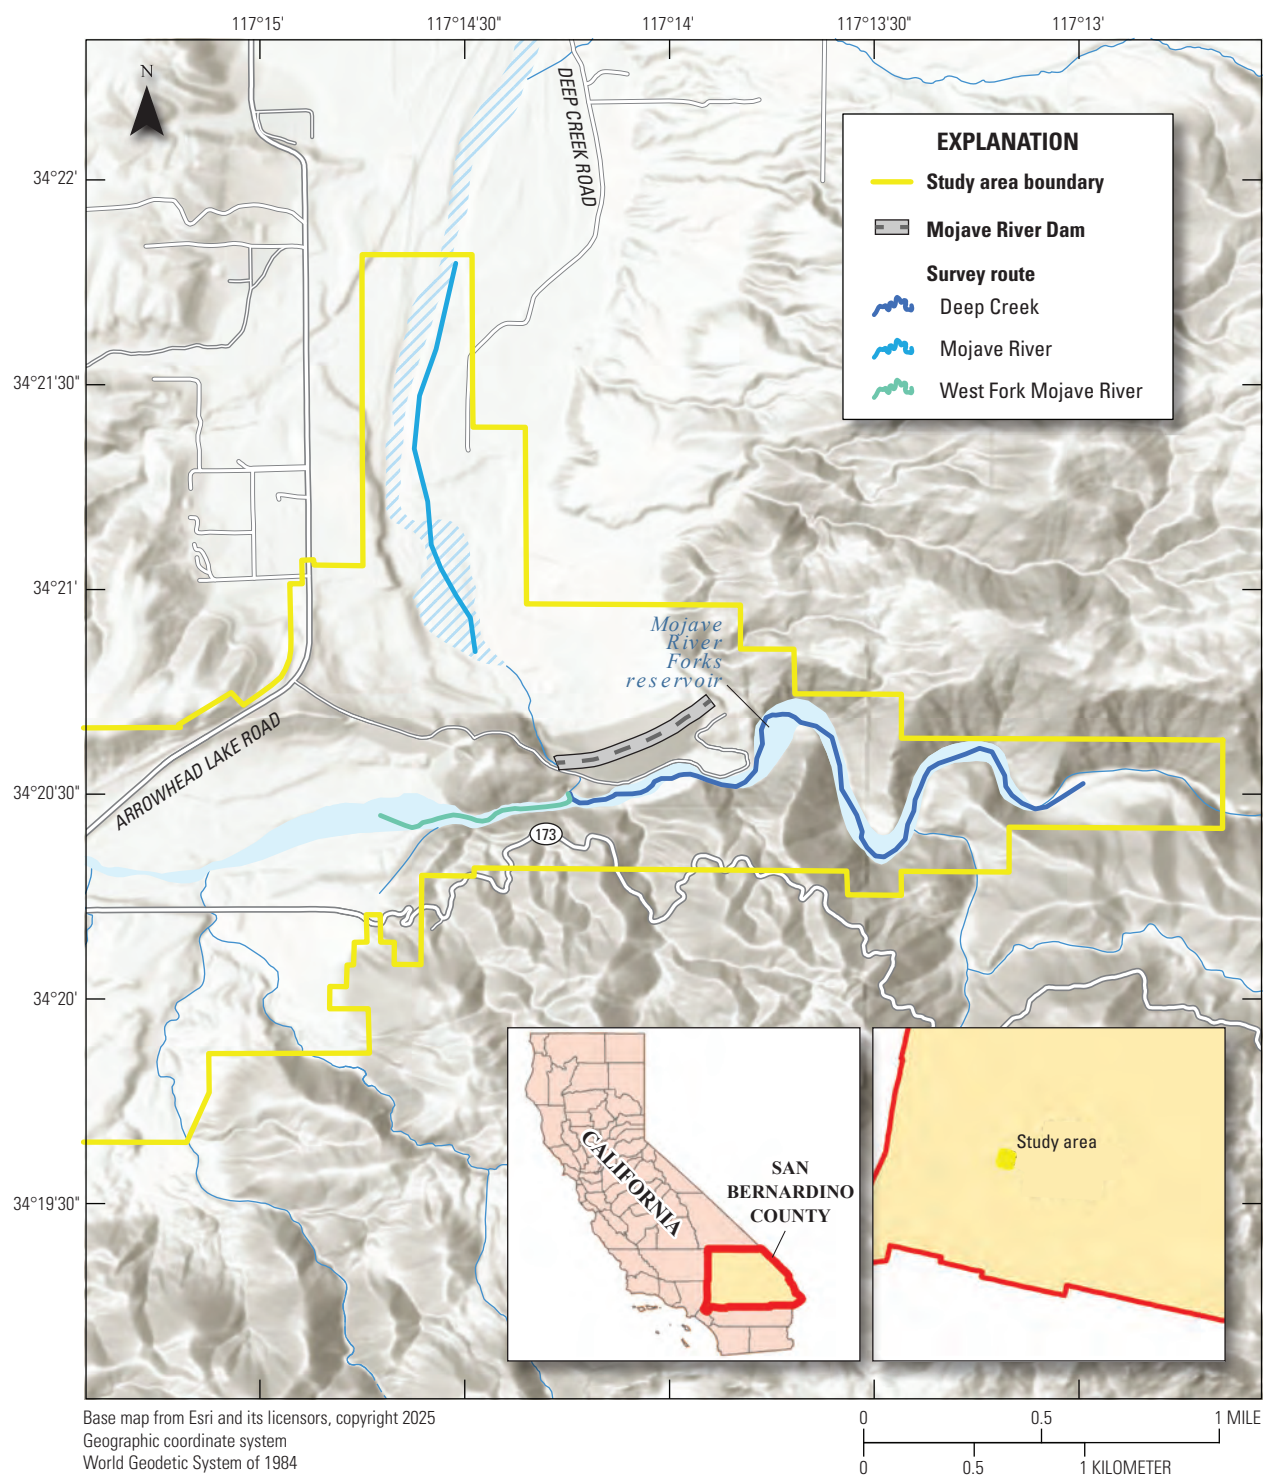 117°15'
117°14'30"
117°14'
117°13'30"
117°13'
N
34°22'
34°21'30"
34°21'
34°20'30"
34°20'
34°19'30"
DEEP CREEK ROAD
EXPLANATION
Study area boundary
Mojave River Dam
Survey route
Deep Creek
Mojave River
West Fork Mojave River
Mojave
River
Forks
reservoir
ARROWHEAD LAKE ROAD
173
CALIFORNIA
SAN
BERNARDINO
COUNTY
Study area
Base map from Esri and its licensors, copyright 2025
Geographic coordinate system
World Geodetic System of 1984
0 0.5 1 MILE
0 0.5 1 KILOMETER